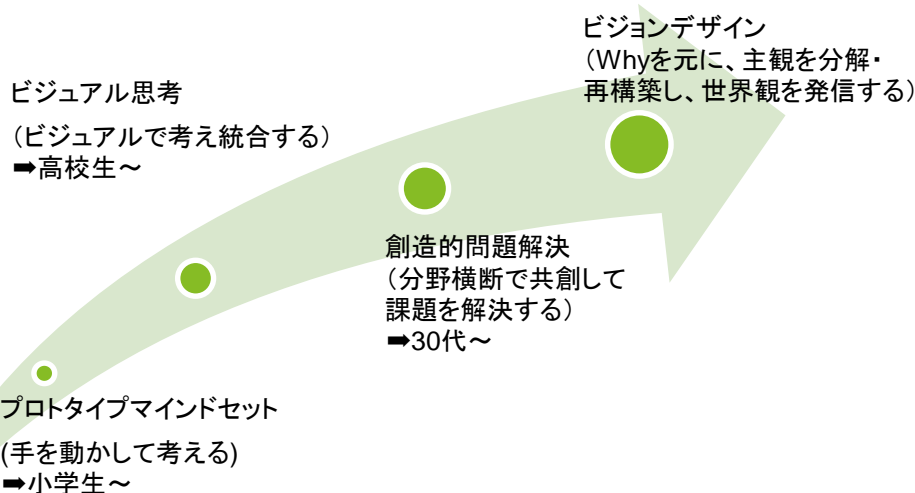 ビジョンデザイン
（Whyを元に、主観を分解・
再構築し、世界観を発信する）
ビジュアル思考
（ビジュアルで考え統合する）
➡高校生～
創造的問題解決
（分野横断で共創して
課題を解決する）
➡30代～
プロトタイプマインドセット
(手を動かして考える)
➡小学生～